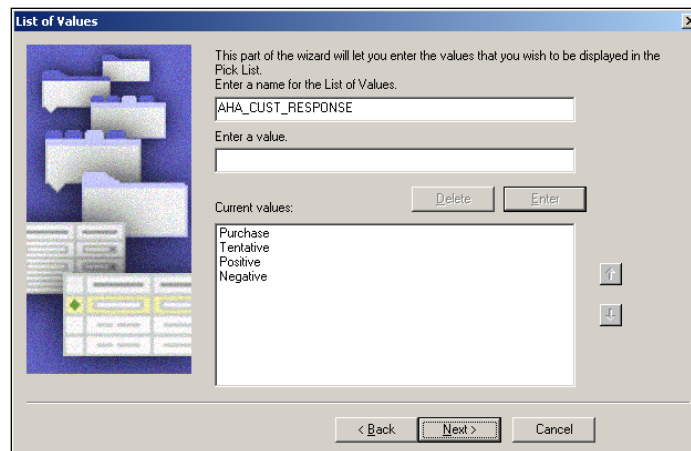 List of Values
This part of the wizard will let you enter the values that you wish to be displayed in the
Pick List.
Enter a name for the List of Values.
AHA_CUST_RESPONSE
Enter a value.
Delete
Enter
Current values:
Purchase
Tentative
Positive
Negative
< Back
Next >
Cancel